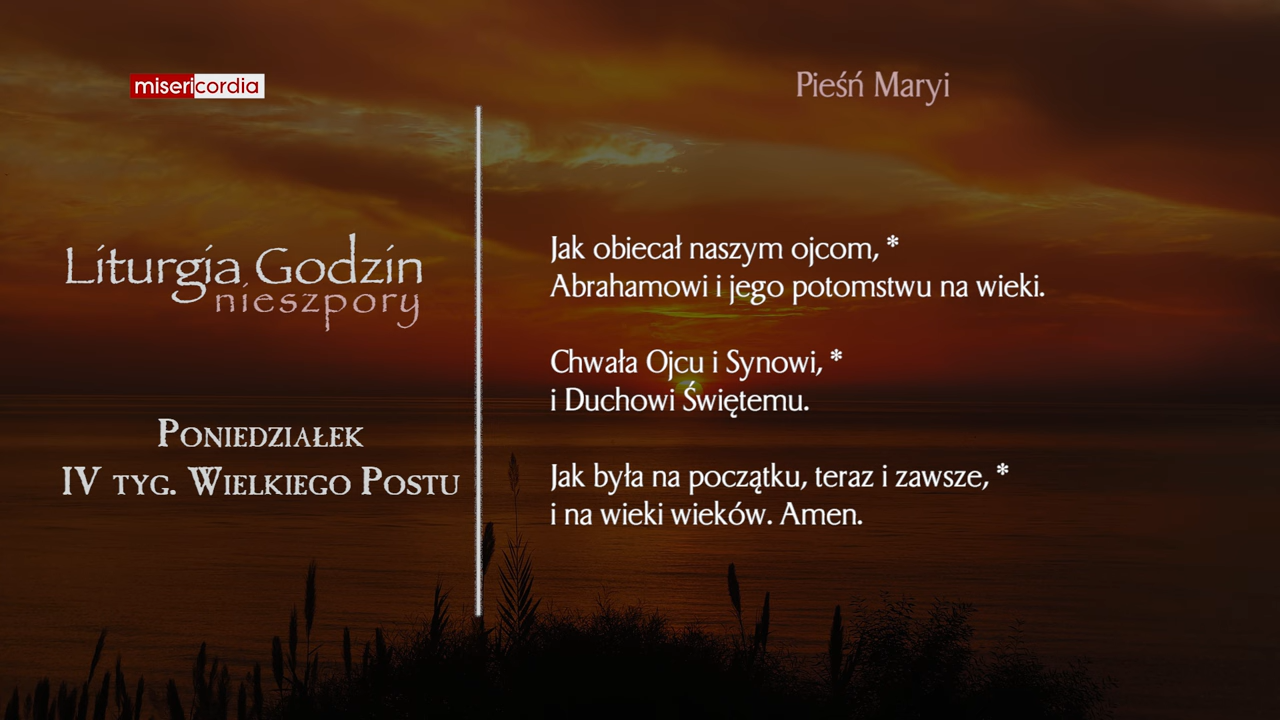 misericordia
Pieśń Maryi
Liturgia Godzin
nieszpory
Poniedziałek
IV tyg. Wielkiego Postu
Jak obiecał naszym ojcom, *
Abrahamowi i jego potomstwu na wieki.
Chwała Ojcu i Synowi, *
i Duchowi Świętemu.
Jak była na początku, teraz i zawsze, *
i na wieki wieków. Amen.